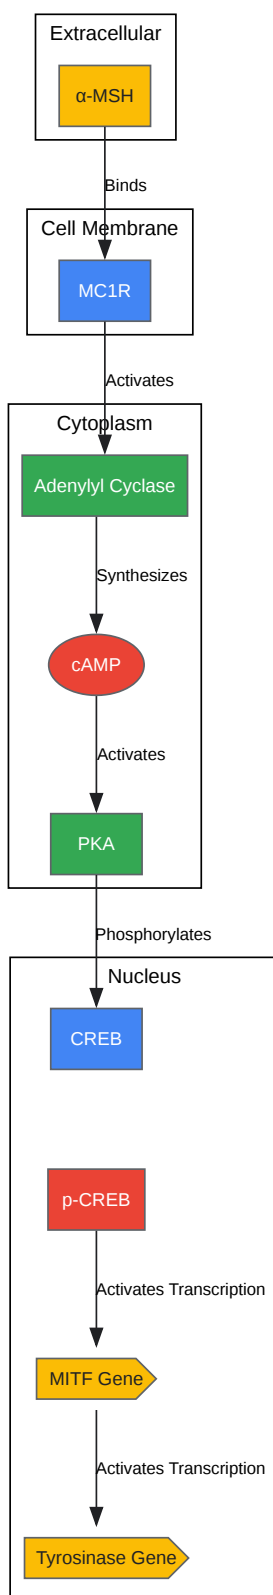 Extracellular
α-MSH
Binds
Cell Membrane
MC1R
Activates
Cytoplasm
Adenylyl Cyclase
Synthesizes
cAMP
Activates
PKA
Phosphorylates
Nucleus
CREB
p-CREB
Activates Transcription
MITF Gene
Activates Transcription
Tyrosinase Gene